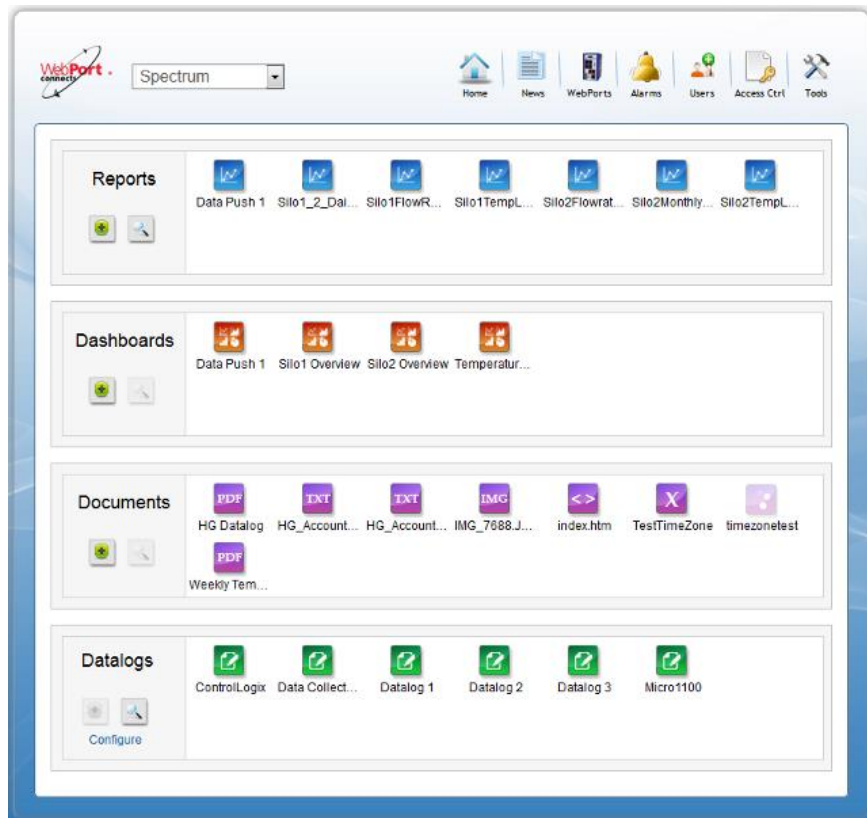 WebPort .
connects
Spectrum
Home News WebPorts Alarms Users Access Ctrl Tools
Reports
Data Push 1 Silo1_2_Dai... Silo1FlowR... Silo1TempL... Silo2Flowrat... Silo2Monthly... Silo2TempL...
Dashboards
Data Push 1 Silo1 Overview Silo2 Overview Temperatur...
Documents
PDF TXT TXT IMG < > X
HG Datalog HG_Account... HG_Account... IMG_7688.J... index.htm TestTimeZone timezonetest
PDF
Weekly Tem...
Datalogs
ControlLogix Data Collect... Datalog 1 Datalog 2 Datalog 3 Micro1100
Configure